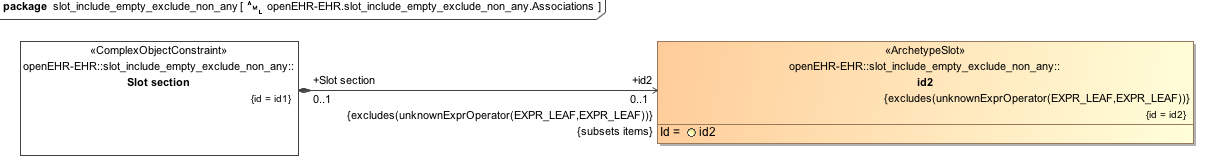 package slot_include_empty_exclude_non_any [ AML openEHR-EHR.slot_include_empty_exclude_non_any.Associations ]
«ComplexObjectConstraint»
openEHR-EHR::slot_include_empty_exclude_non_any::
Slot section
{id = id1}
+Slot section
+id2
0..1
0..1
{excludes(unknownExprOperator(EXPR_LEAF,EXPR_LEAF))}
{subsets items}
«ArchetypeSlot»
openEHR-EHR::slot_include_empty_exclude_non_any::
id2
{excludes(unknownExprOperator(EXPR_LEAF,EXPR_LEAF))}
{id = id2}
Id = id2